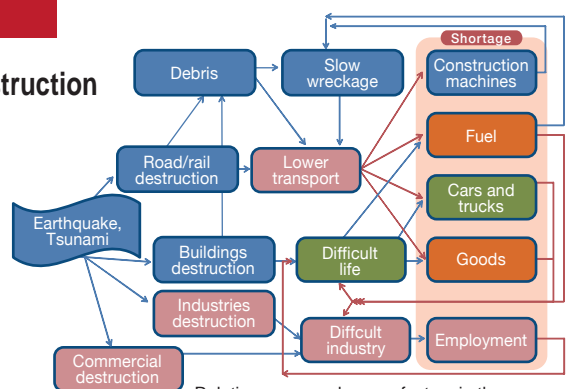 struction
Shortage
Debris
Slow
wreckage
Construction
machines
Fuel
Road/rail
destruction
Lower
transport
Cars and
trucks
Earthquake,
Tsunami
Buildings
destruction
Difficult
life
Goods
Industries
destruction
Diffcult
industry
Employment
Commercial
destruction